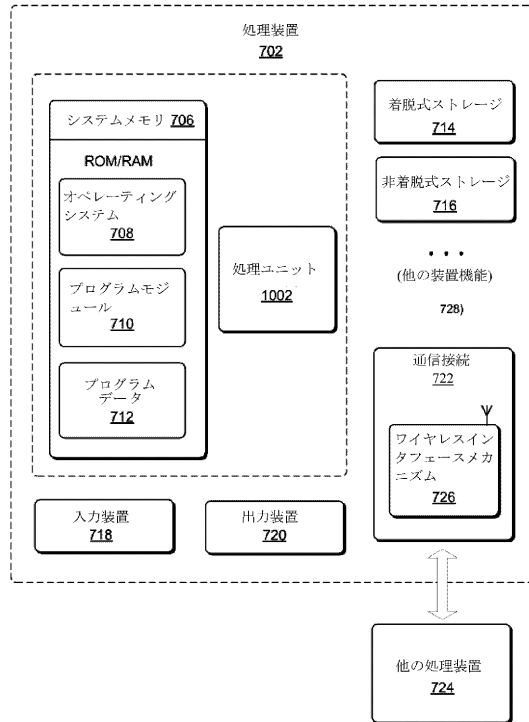 処理装置
702
システムメモリ 706
ROM/RAM
オペレーティング
システム
708
プログラムモジ
ュール
710
プログラム
データ
712
処理ユニット
1002
着脱式ストレージ
714
非着脱式ストレージ
716
• • •
(他の装置機能)
728)
通信接続
722
ワイヤレスイン
タフェースメカ
ニズム
726
入力装置
718
出力装置
720
他の処理装置
724